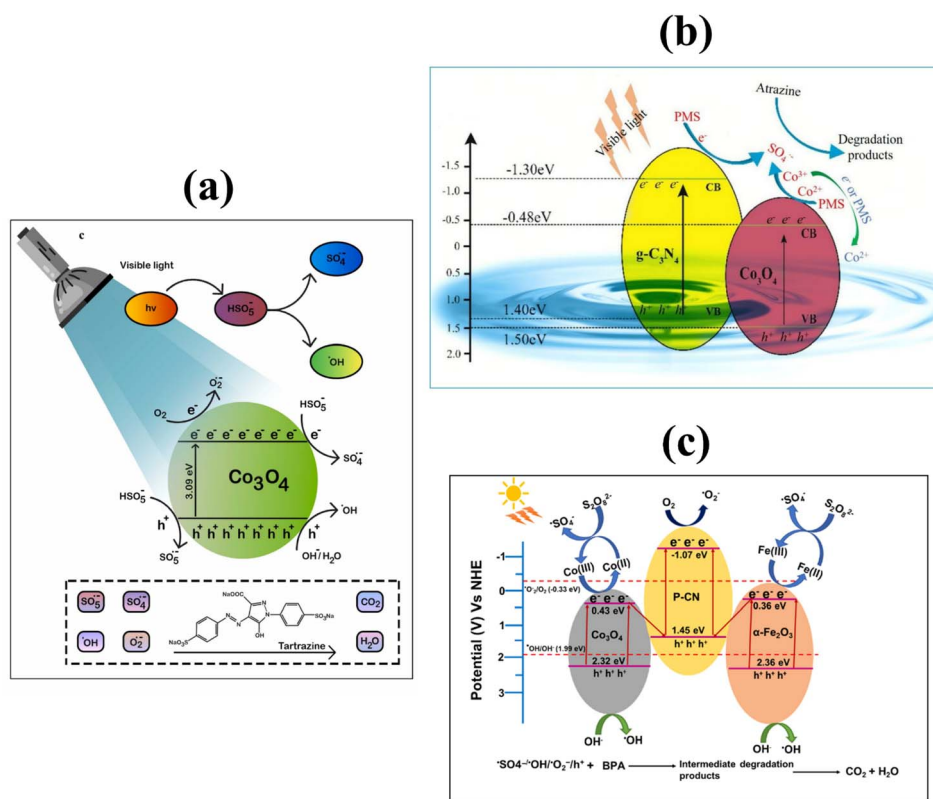 (a)
c
Visible light
hν
HSO₅⁻
SO₄•⁻
•OH
O₂ e⁻ O₂•⁻
HSO₅⁻
e⁻ e⁻ e⁻ e⁻ e⁻ e⁻ e⁻ e⁻
SO₄•⁻
3.09 eV
Co₃O₄
HSO₅⁻
h⁺
SO₅•⁻
h⁺ h⁺ h⁺ h⁺ h⁺ h⁺ h⁺ h⁺
•OH
OH⁻/H₂O
SO₅•⁻ SO₄•⁻
•OH O₂•⁻
NaOOC
SO₃Na
NaO₃S
N
N
N
N
OH
Tartrazine
CO₂
H₂O
(b)
Visible light
PMS
e⁻
SO₄•⁻
Atrazine
Degradation
products
Co³⁺
Co²⁺
PMS
e⁻ or PMS
Co²⁺
-1.5
-1.0
-0.5
0
0.5
1.0
1.5
2.0
-1.30eV
-0.48eV
1.40eV
1.50eV
e⁻ e⁻ e⁻ CB
g-C₃N₄
h⁺ h⁺ h⁺ VB
e⁻ e⁻ e⁻
CB
Co₃O₄
VB
h⁺ h⁺ h⁺
(c)
Potential (V) Vs NHE
-1
0
1
2
3
•O⁻₂/O₂ (-0.33 eV)
•OH/OH⁻ (1.99 eV)
•SO₄⁻ S₂O₈²⁻
Co(III) Co(II)
e⁻ e⁻ e⁻
0.43 eV
Co₃O₄
2.32 eV
h⁺ h⁺ h⁺
OH⁻ •OH
O₂ •O₂⁻
e⁻ e⁻ e⁻
-1.07 eV
P-CN
1.45 eV
h⁺ h⁺ h⁺
•SO₄⁻ S₂O₈²⁻
Fe(III) Fe(II)
e⁻ e⁻ e⁻
0.36 eV
α-Fe₂O₃
2.36 eV
h⁺ h⁺ h⁺
OH⁻ •OH
•SO4⁻/•OH/•O₂⁻/h⁺ + BPA
Intermediate degradation
products
CO₂ + H₂O